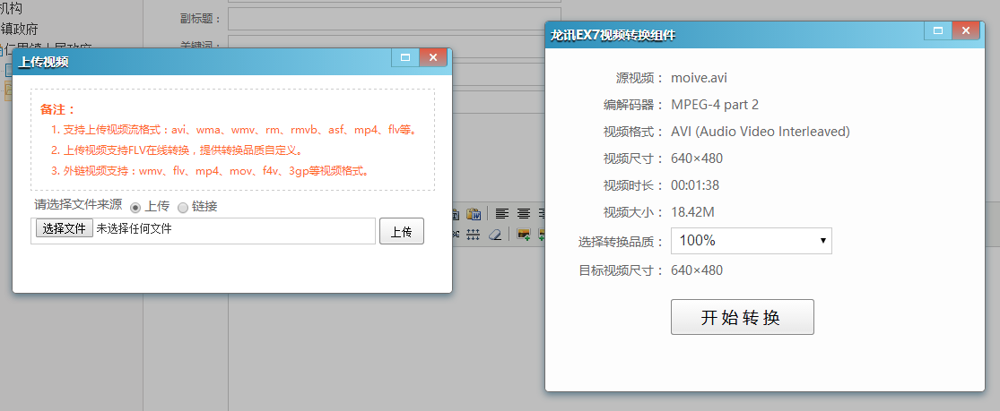 机构
镇政府
仁里镇人民政府
副标题：
关键词：
上传视频
备注：
1. 支持上传视频流格式：avi、wma、wmv、rm、rmvb、asf、mp4、flv等。
2. 上传视频支持FLV在线转换，提供转换品质自定义。
3. 外链视频支持：wmv、flv、mp4、mov、f4v、3gp等视频格式。
请选择文件来源 上传 链接
选择文件 未选择任何文件 上传
龙讯EX7视频转换组件
源视频： moive.avi
编解码器： MPEG-4 part 2
视频格式： AVI (Audio Video Interleaved)
视频尺寸： 640×480
视频时长： 00:01:38
视频大小： 18.42M
选择转换品质： 100%
目标视频尺寸： 640×480
开始转换